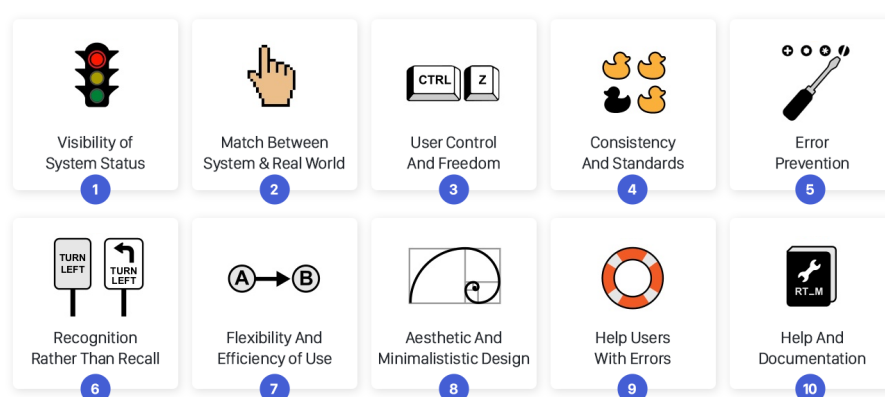 CTRL
Z
Visibility of
System Status
Match Between
System & Real World
User Control
And Freedom
Consistency
And Standards
Error
Prevention
1
2
3
4
5
TURN
LEFT
TURN
LEFT
A
B
RT_M
Recognition
Rather Than Recall
Flexibility And
Efficiency of Use
Aesthetic And
Minimalististic Design
Help Users
With Errors
Help And
Documentation
6
7
8
9
10